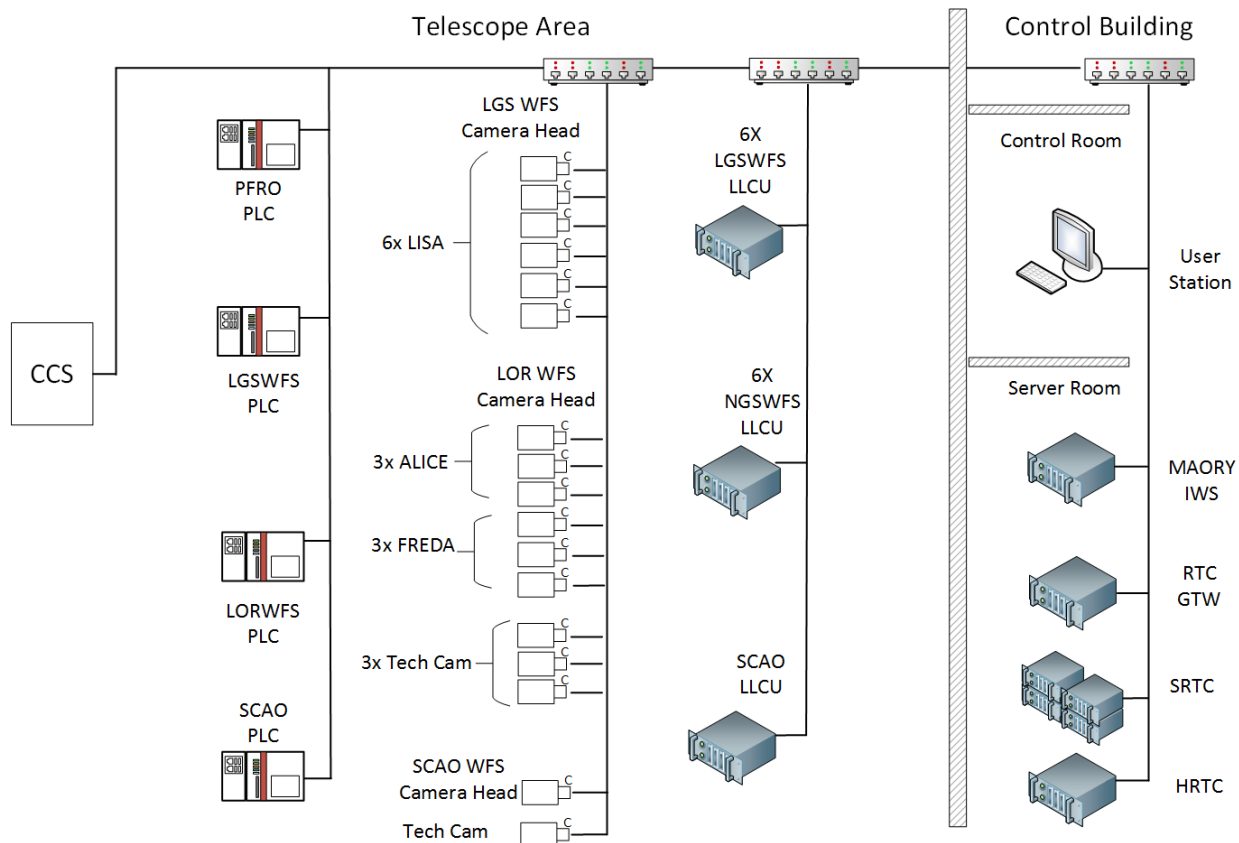 Telescope Area
Control Building
CCS
PFRO
PLC
LGSWFS
PLC
LORWFS
PLC
SCAO
PLC
LGS WFS
Camera Head
6x LISA
C
C
C
C
C
C
LOR WFS
Camera Head
3x ALICE
C
C
C
3x FREDA
C
C
C
3x Tech Cam
C
C
C
SCAO WFS
Camera Head
C
Tech Cam
C
6X
LGSWFS
LLCU
6X
NGSWFS
LLCU
SCAO
LLCU
Control Room
User
Station
Server Room
MAORY
IWS
RTC
GTW
SRTC
HRTC